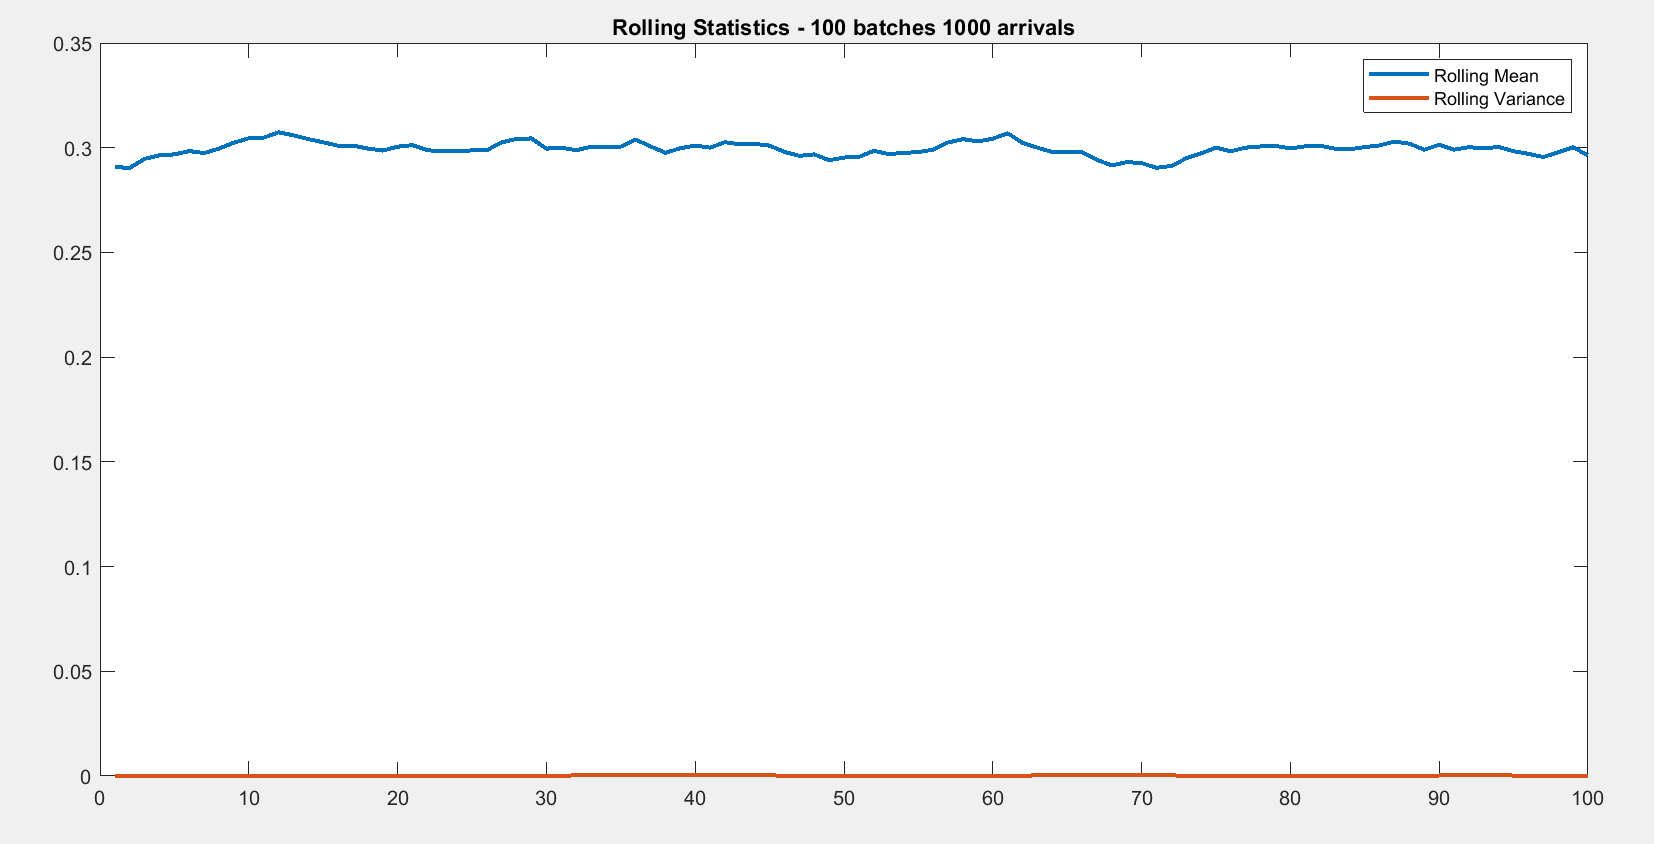 Rolling Statistics - 100 batches 1000 arrivals
Rolling Mean
Rolling Variance
0.35
0.3
0.25
0.2
0.15
0.1
0.05
0
0 10 20 30 40 50 60 70 80 90 100